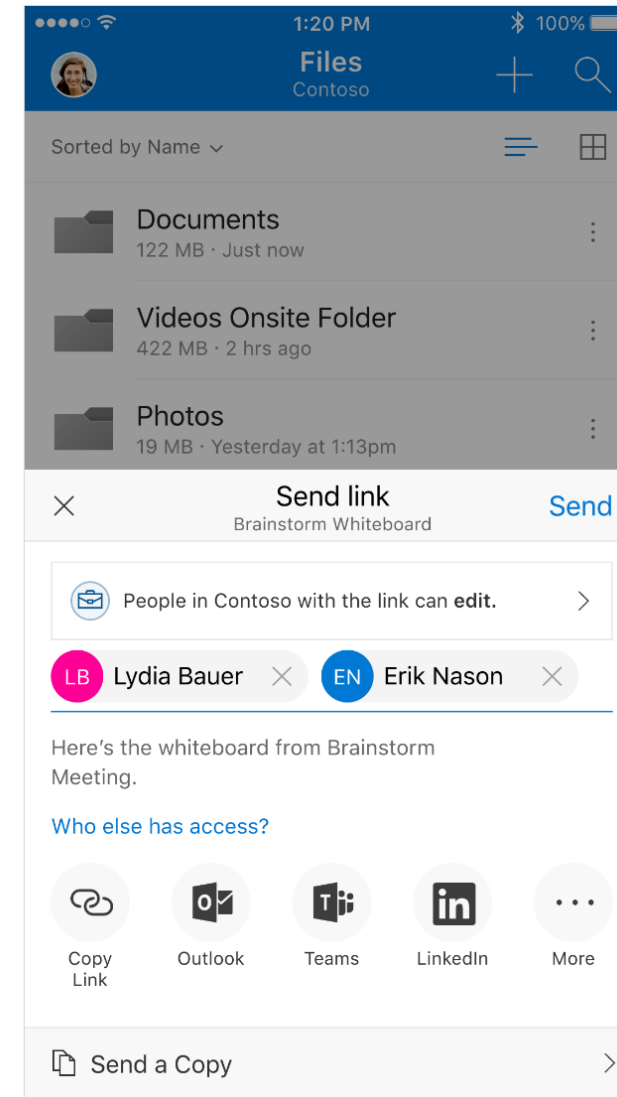 1:20 PM
100%
Files
Contoso
Sorted by Name
Documents
122 MB · Just now
Videos Onsite Folder
422 MB · 2 hrs ago
Photos
19 MB · Yesterday at 1:13pm
Send link
Send
Brainstorm Whiteboard
People in Contoso with the link can edit.
LB Lydia Bauer
EN Erik Nason
Here’s the whiteboard from Brainstorm
Meeting.
Who else has access?
Copy
Link
Outlook
Teams
LinkedIn
More
Send a Copy